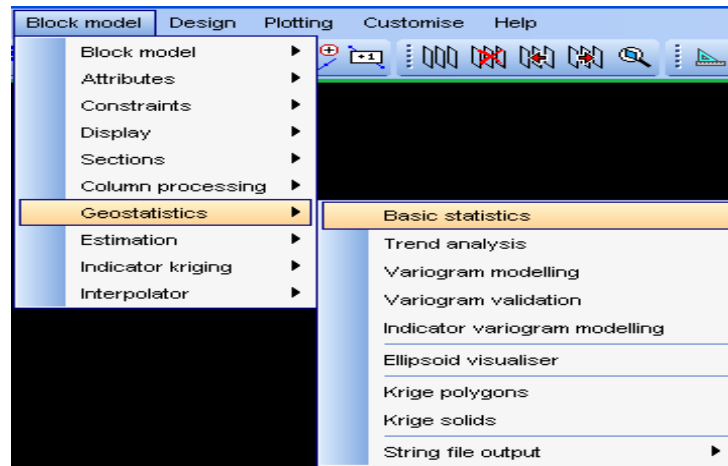 Block model Design Plotting Customise Help
Block model
Attributes
Constraints
Display
Sections
Column processing
Geostatistics
Estimation
Indicator kriging
Interpolator
Basic statistics
Trend analysis
Variogram modelling
Variogram validation
Indicator variogram modelling
Ellipsoid visualiser
Krige polygons
Krige solids
String file output